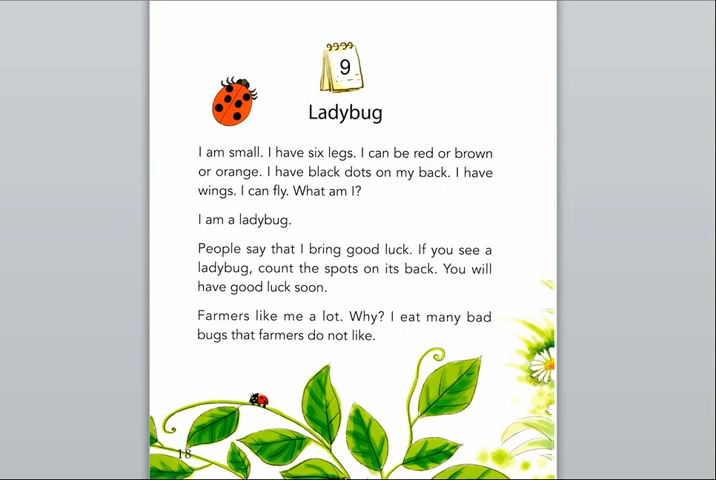 9
Ladybug
I am small. I have six legs. I can be red or brown
or orange. I have black dots on my back. I have
wings. I can fly. What am I?
I am a ladybug.
People say that I bring good luck. If you see a
ladybug, count the spots on its back. You will
have good luck soon.
Farmers like me a lot. Why? I eat many bad
bugs that farmers do not like.
18